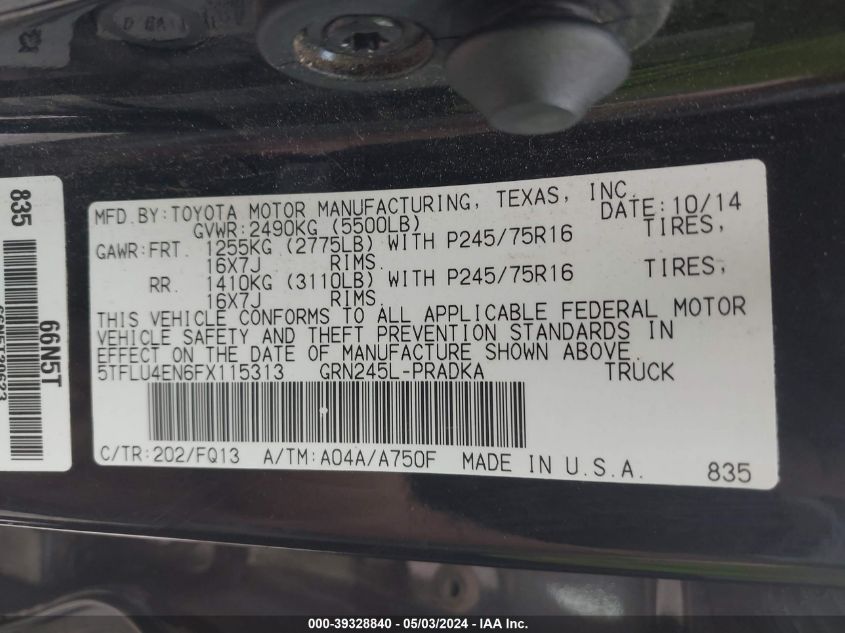 MFD.BY:TOYOTA MOTOR MANUFACTURING, TEXAS, INC. DATE:10/14
GVWR:2490KG (5500LB)
GAWR:FRT. 1255KG (2775LB) WITH P245/75R16 TIRES,
16X7J RIMS.
RR. 1410KG (3110LB) WITH P245/75R16 TIRES,
16X7J RIMS.
THIS VEHICLE CONFORMS TO ALL APPLICABLE FEDERAL MOTOR
VEHICLE SAFETY AND THEFT PREVENTION STANDARDS IN
EFFECT ON THE DATE OF MANUFACTURE SHOWN ABOVE.
5TFLU4EN6FX115313 GRN245L-PRADKA TRUCK
C/TR:202/FQ13 A/TM:A04A/A750F MADE IN U.S.A. 835
835
66N5T
000-39328840 - 05/03/2024 - IAA Inc.